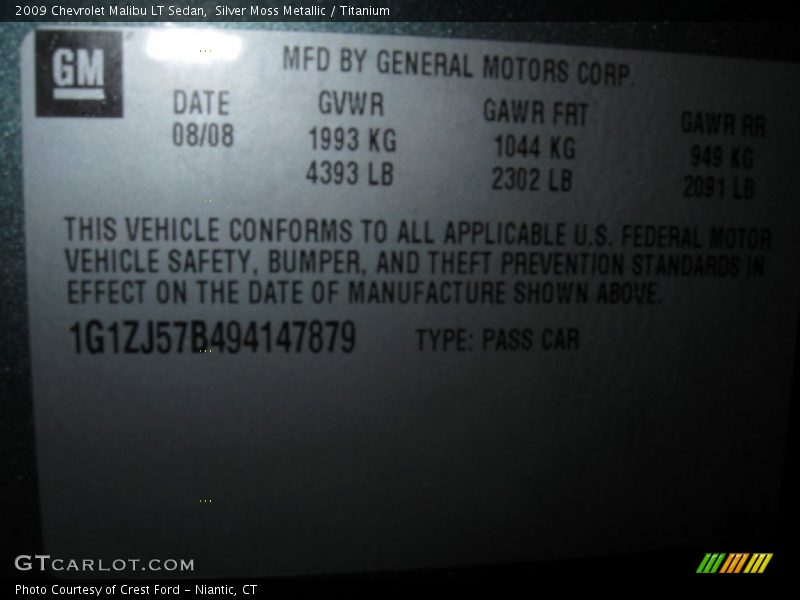 2009 Chevrolet Malibu LT Sedan, Silver Moss Metallic / Titanium
GM
MFD BY GENERAL MOTORS CORP.
DATE GVWR GAWR FRT GAWR RR
08/08 1993 KG 1044 KG 949 KG
4393 LB 2302 LB 2091 LB
THIS VEHICLE CONFORMS TO ALL APPLICABLE U.S. FEDERAL MOTOR
VEHICLE SAFETY, BUMPER, AND THEFT PREVENTION STANDARDS IN
EFFECT ON THE DATE OF MANUFACTURE SHOWN ABOVE.
1G1ZJ57B494147879 TYPE: PASS CAR
GTCARLOT.COM
Photo Courtesy of Crest Ford - Niantic, CT